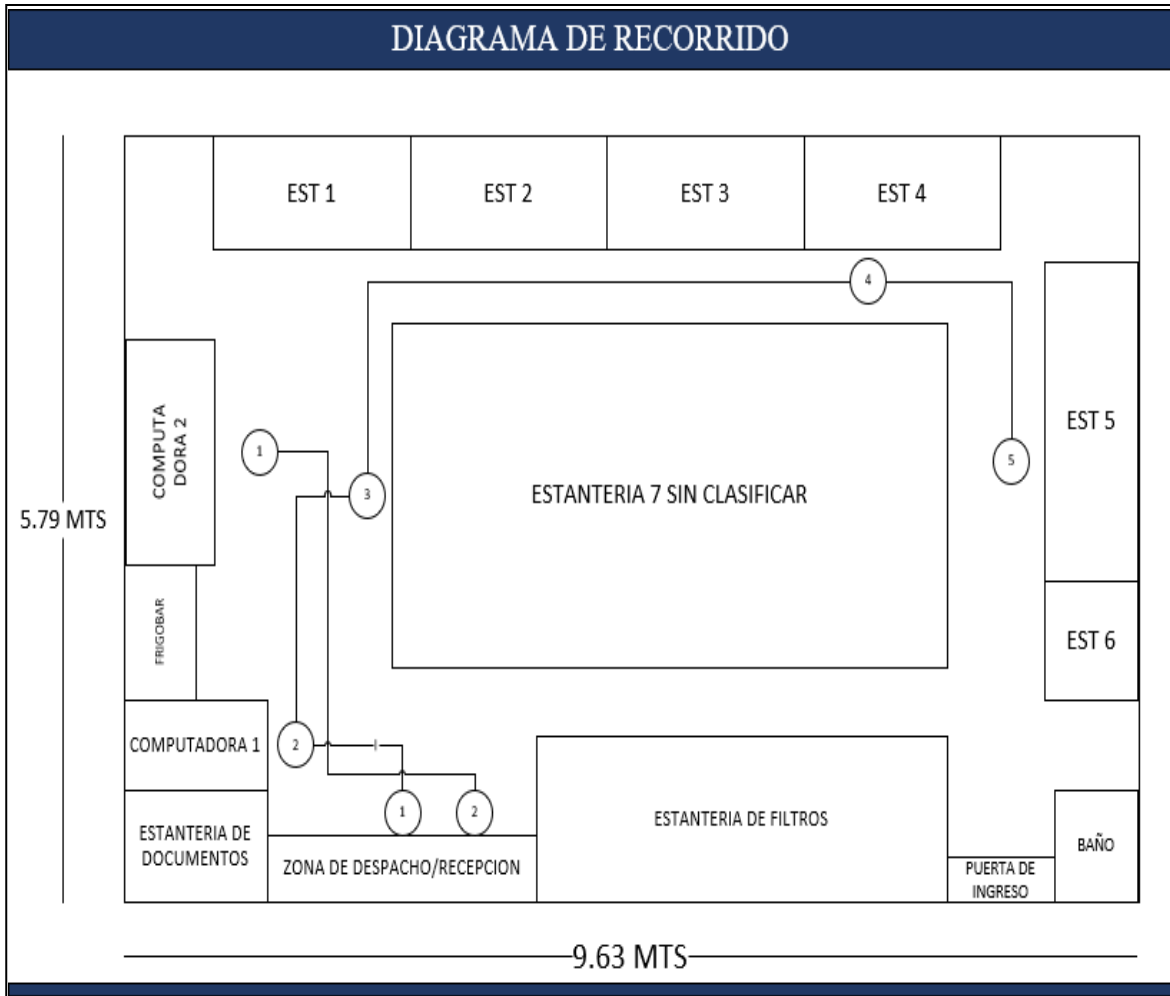 DIAGRAMA DE RECORRIDO
EST 1
EST 2
EST 3
EST 4
4
COMPUTA
DORA 2
1
3
5
EST 5
5.79 MTS
ESTANTERIA 7 SIN CLASIFICAR
FRIGOBAR
EST 6
COMPUTADORA 1
2
1
2
ESTANTERIA DE
DOCUMENTOS
ZONA DE DESPACHO/RECEPCION
ESTANTERIA DE FILTROS
PUERTA DE
INGRESO
BAÑO
9.63 MTS